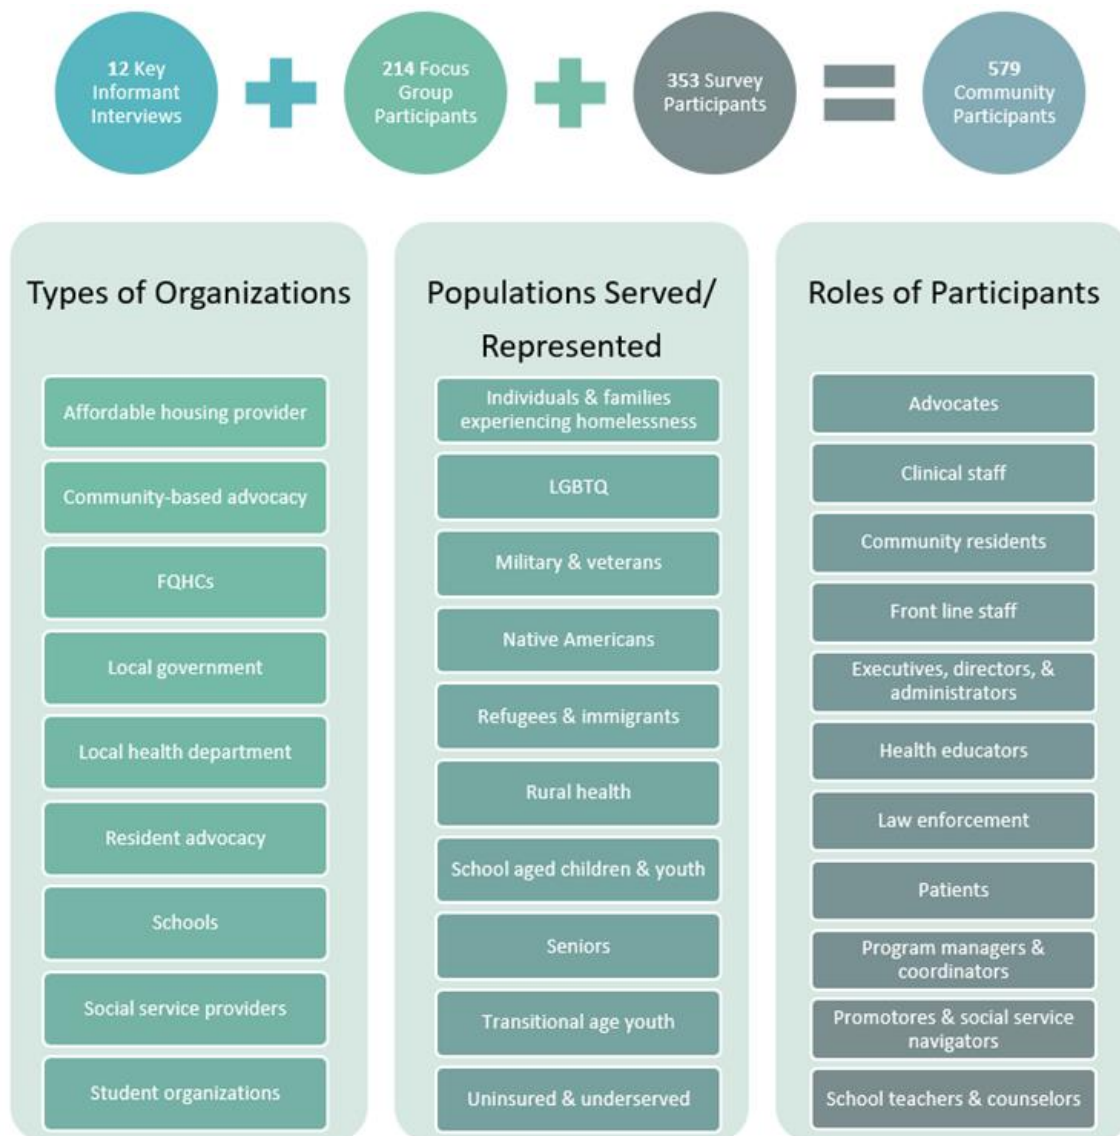 12 Key
Informant
Interviews
214 Focus
Group
Participants
353 Survey
Participants
579
Community
Participants
Types of Organizations
Affordable housing provider
Community-based advocacy
FQHCs
Local government
Local health department
Resident advocacy
Schools
Social service providers
Student organizations
Populations Served/
Represented
Individuals & families
experiencing homelessness
LGBTQ
Military & veterans
Native Americans
Refugees & immigrants
Rural health
School aged children & youth
Seniors
Transitional age youth
Uninsured & underserved
Roles of Participants
Advocates
Clinical staff
Community residents
Front line staff
Executives, directors, &
administrators
Health educators
Law enforcement
Patients
Program managers &
coordinators
Promotores & social service
navigators
School teachers & counselors